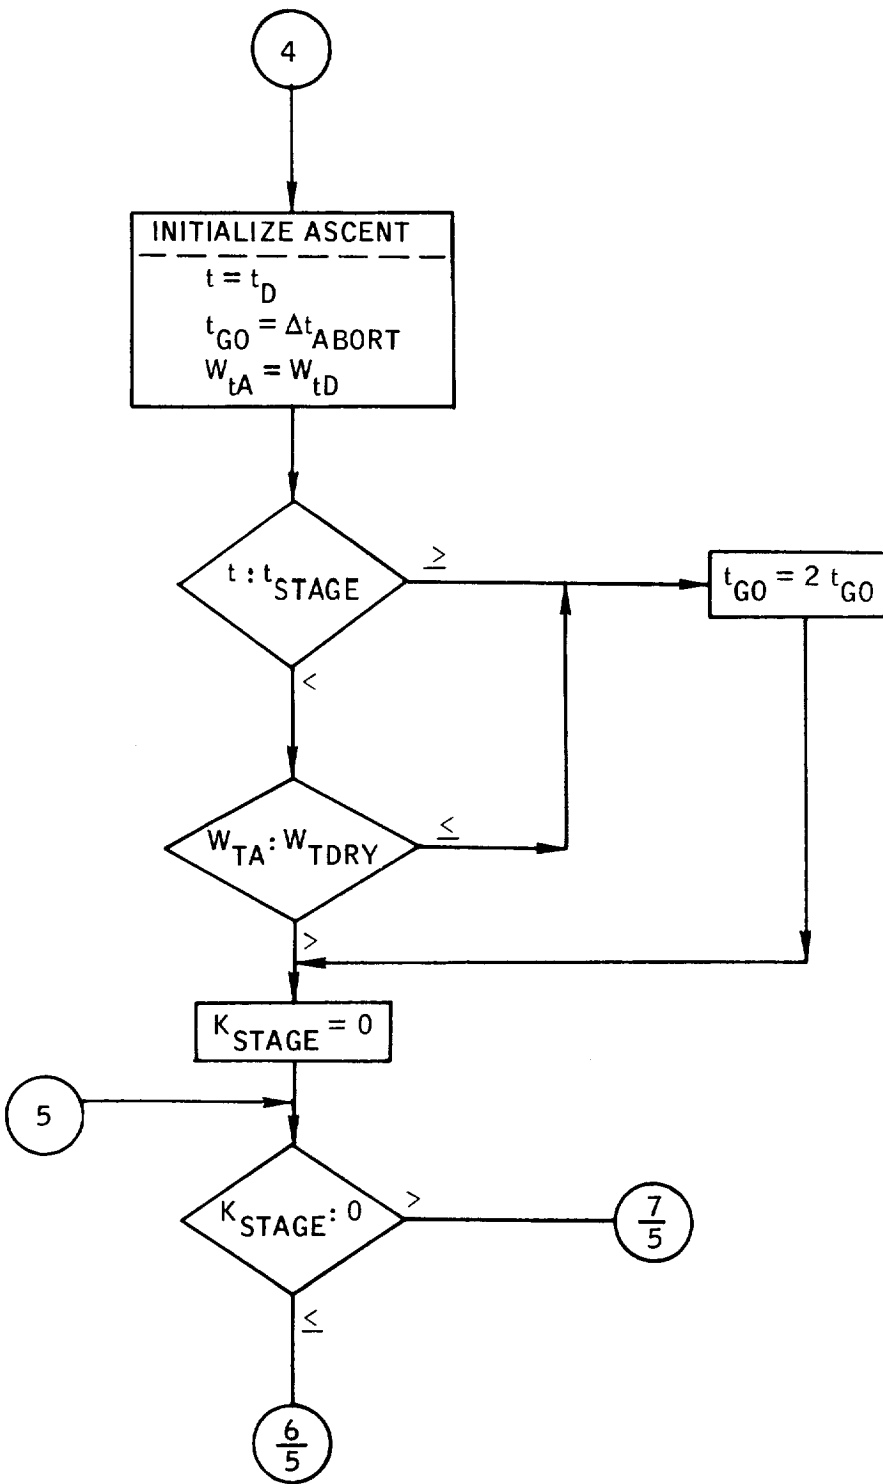 4
INITIALIZE ASCENT
t = t_D
t_GO = Δt_ABORT
W_tA = W_tD
t : t_STAGE
≥
t_GO = 2 t_GO
<
W_TA : W_TDRY
≤
>
K_STAGE = 0
5
K_STAGE : 0
>
7/5
≤
6/5